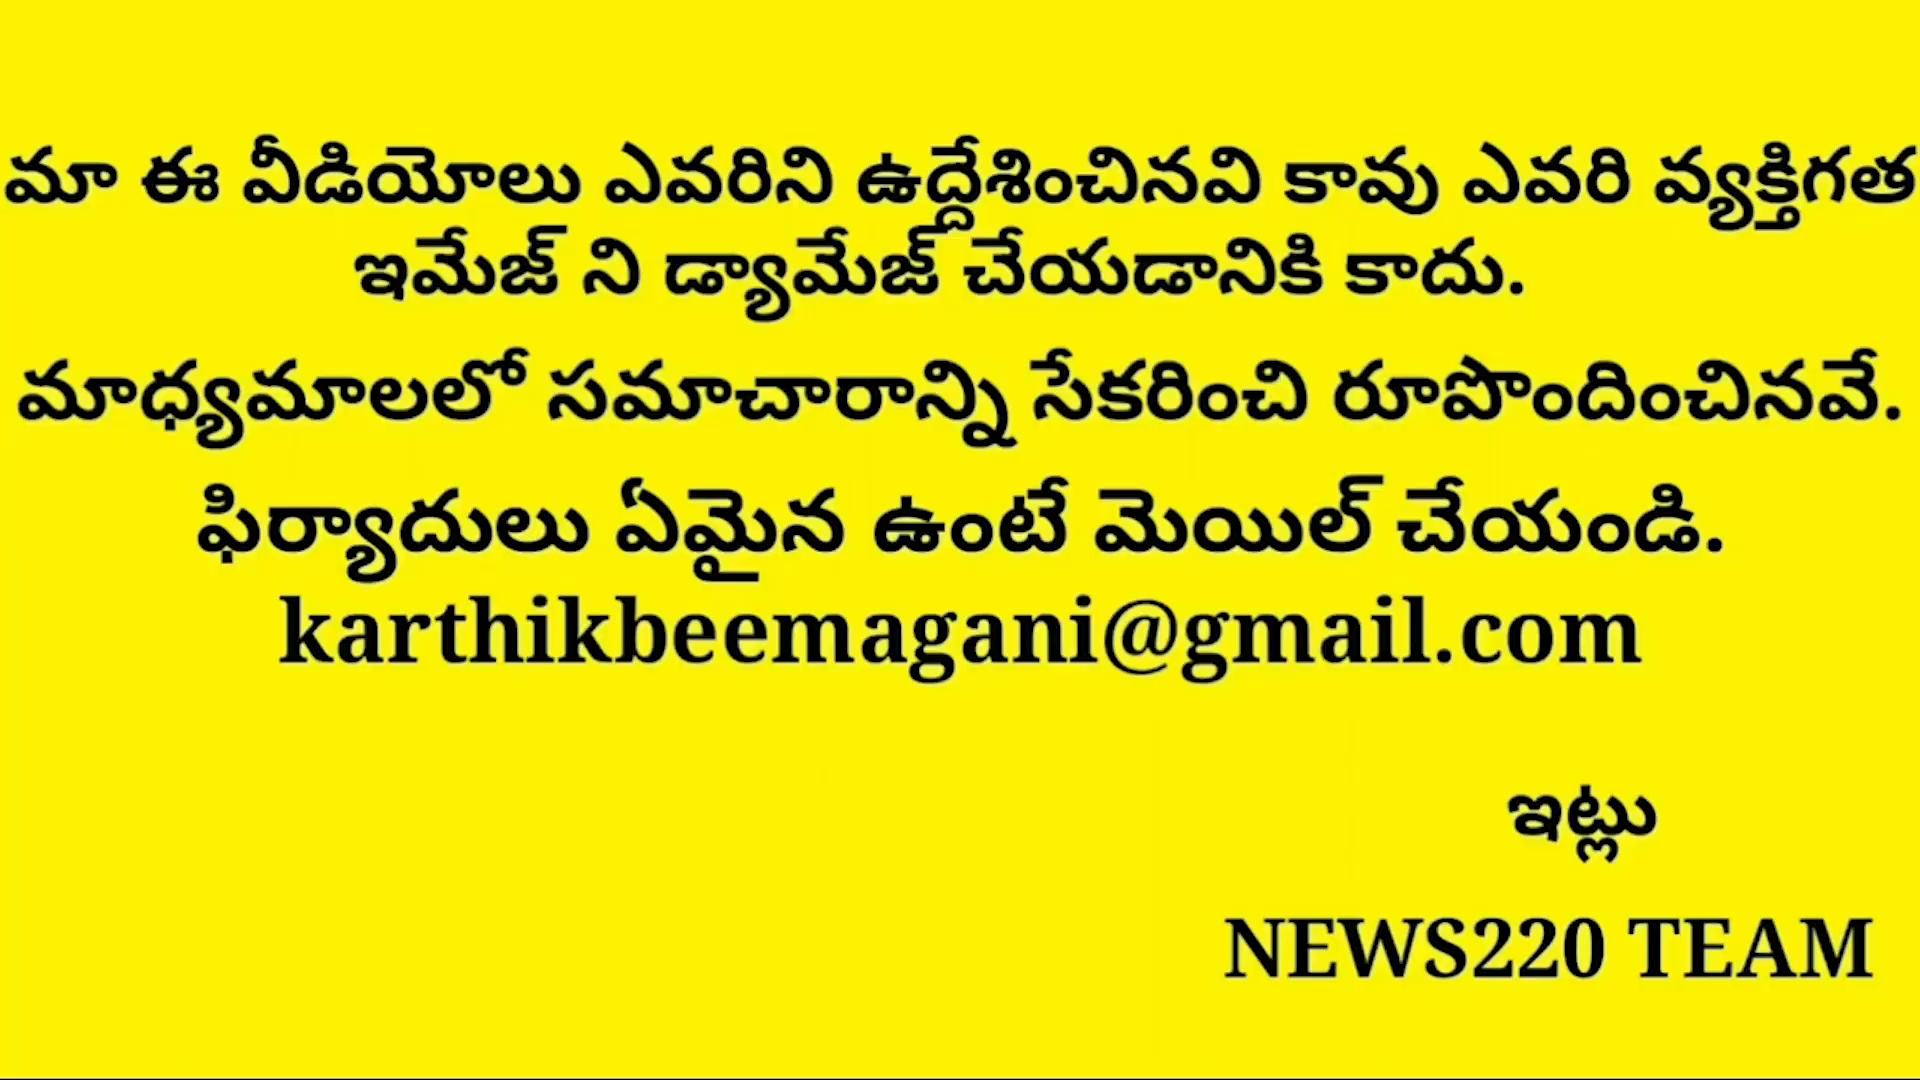 మా ఈ వీడియోలు ఎవరిని ఉద్దేశించినవి కావు ఎవరి వ్యక్తిగత
ఇమేజ్ ని డ్యామేజ్ చేయడానికి కాదు.
మాధ్యమాలలో సమాచారాన్ని సేకరించి రూపొందించినవే.
ఫిర్యాదులు ఏమైన ఉంటే మెయిల్ చేయండి.
karthikbeemagani@gmail.com
ఇట్లు
NEWS220 TEAM